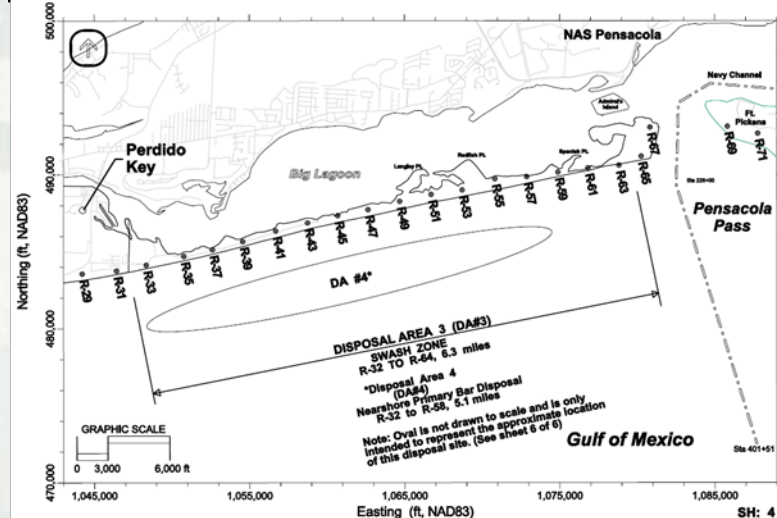 500,000
NAS Pensacola
Navy Channel
Admiral's
Island
Ft.
Pickens
R-67
R-69
R-71
Perdido
Key
Big Lagoon
Langley Pt.
Redfish Pt.
Spanish Pt.
490,000
Sta 228+00
Pensacola
Pass
R-29
R-31
R-33
R-35
R-37
R-39
R-41
R-43
R-45
R-47
R-49
R-51
R-53
R-55
R-57
R-59
R-61
R-63
R-65
Northing (ft, NAD83)
DA #4*
480,000
DISPOSAL AREA 3 (DA#3)
SWASH ZONE
R-32 TO R-64, 6.3 miles
*Disposal Area 4
(DA#4)
Nearshore Primary Bar Disposal
R-32 to R-58, 5.1 miles
Note: Oval is not drawn to scale and is only
intended to represent the approximate location
of this disposal site. (See sheet 6 of 6)
GRAPHIC SCALE
0 3,000 6,000 ft
Gulf of Mexico
Sta 401+51
470,000
1,045,000 1,055,000 1,065,000 1,075,000 1,085,000
Easting (ft, NAD83)
SH: 4